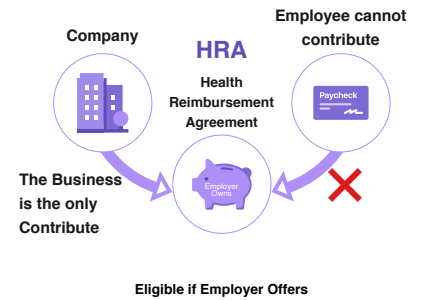 Company
HRA
Employee cannot
contribute
Health
Reimbursement
Agreement
Paycheck
Employer
Owns
The Business
is the only
Contribute
Eligible if Employer Offers